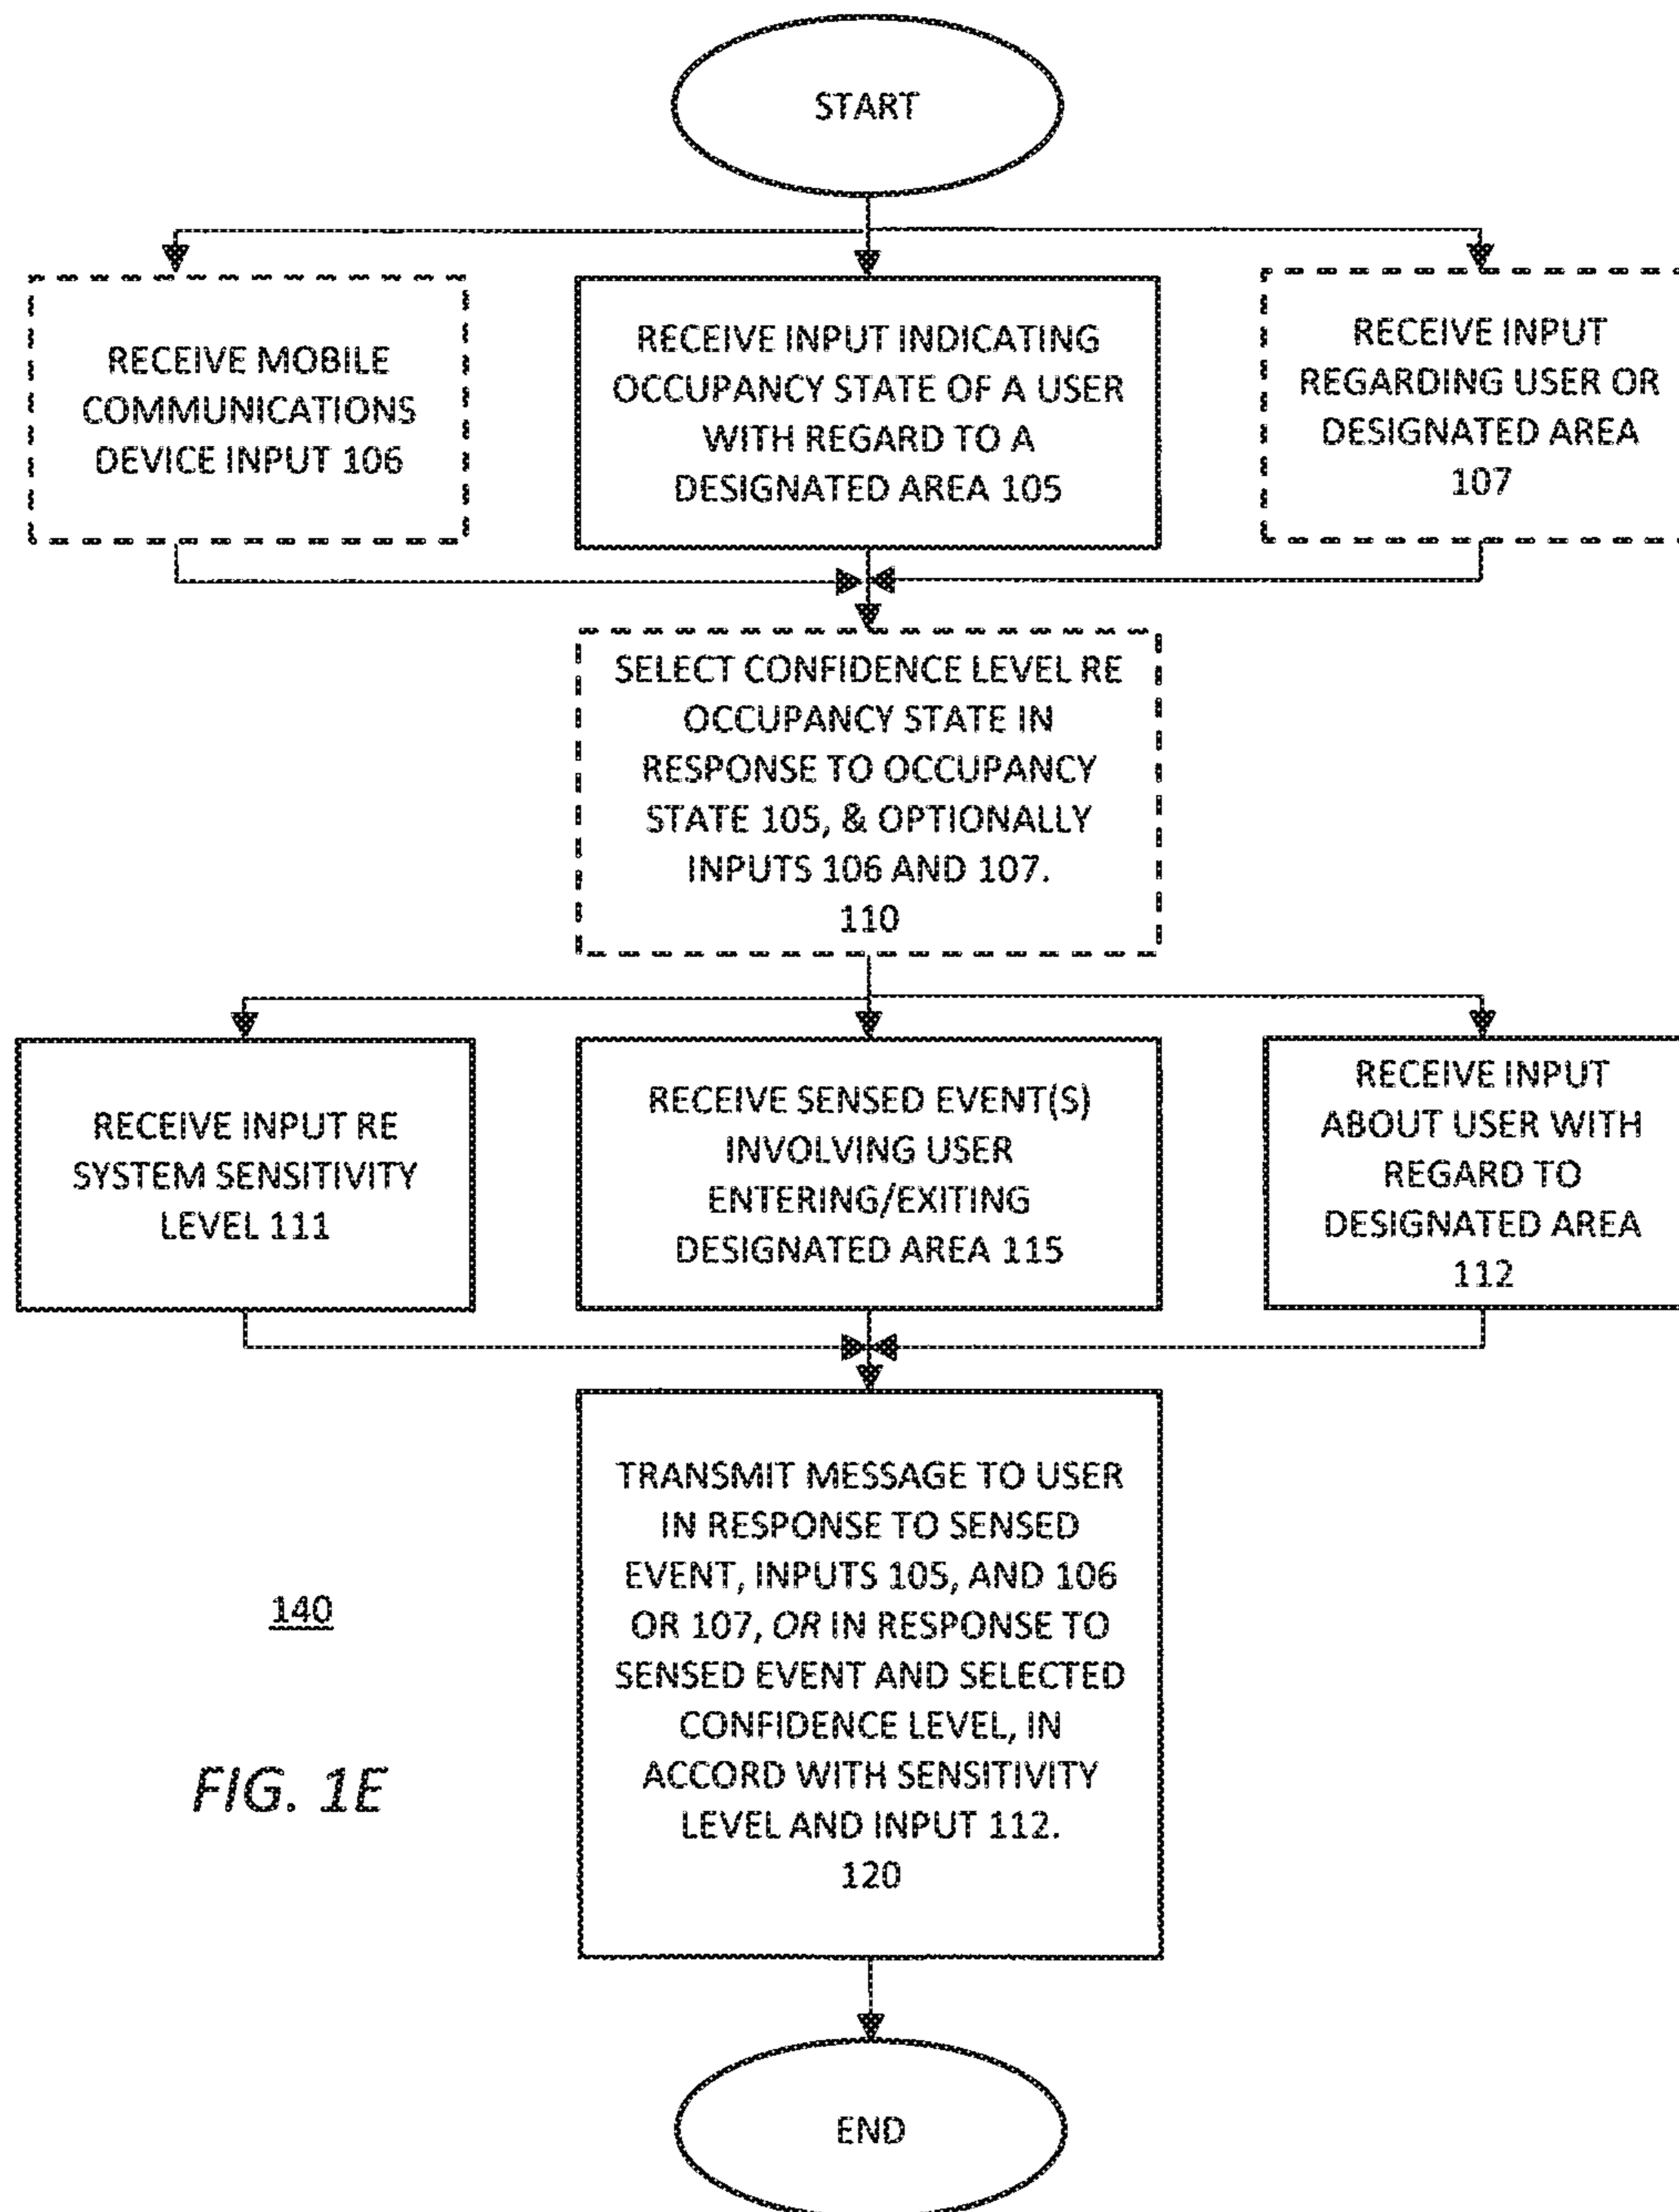 START
RECEIVE MOBILE
COMMUNICATIONS
DEVICE INPUT 106
RECEIVE INPUT INDICATING
OCCUPANCY STATE OF A USER
WITH REGARD TO A
DESIGNATED AREA 105
RECEIVE INPUT
REGARDING USER OR
DESIGNATED AREA
107
SELECT CONFIDENCE LEVEL RE
OCCUPANCY STATE IN
RESPONSE TO OCCUPANCY
STATE 105, & OPTIONALLY
INPUTS 106 AND 107.
110
RECEIVE INPUT RE
SYSTEM SENSITIVITY
LEVEL 111
RECEIVE SENSED EVENT(S)
INVOLVING USER
ENTERING/EXITING
DESIGNATED AREA 115
RECEIVE INPUT
ABOUT USER WITH
REGARD TO
DESIGNATED AREA
112
TRANSMIT MESSAGE TO USER
IN RESPONSE TO SENSED
EVENT, INPUTS 105, AND 106
OR 107, OR IN RESPONSE TO
SENSED EVENT AND SELECTED
CONFIDENCE LEVEL, IN
ACCORD WITH SENSITIVITY
LEVEL AND INPUT 112.
120
140
FIG. 1E
END